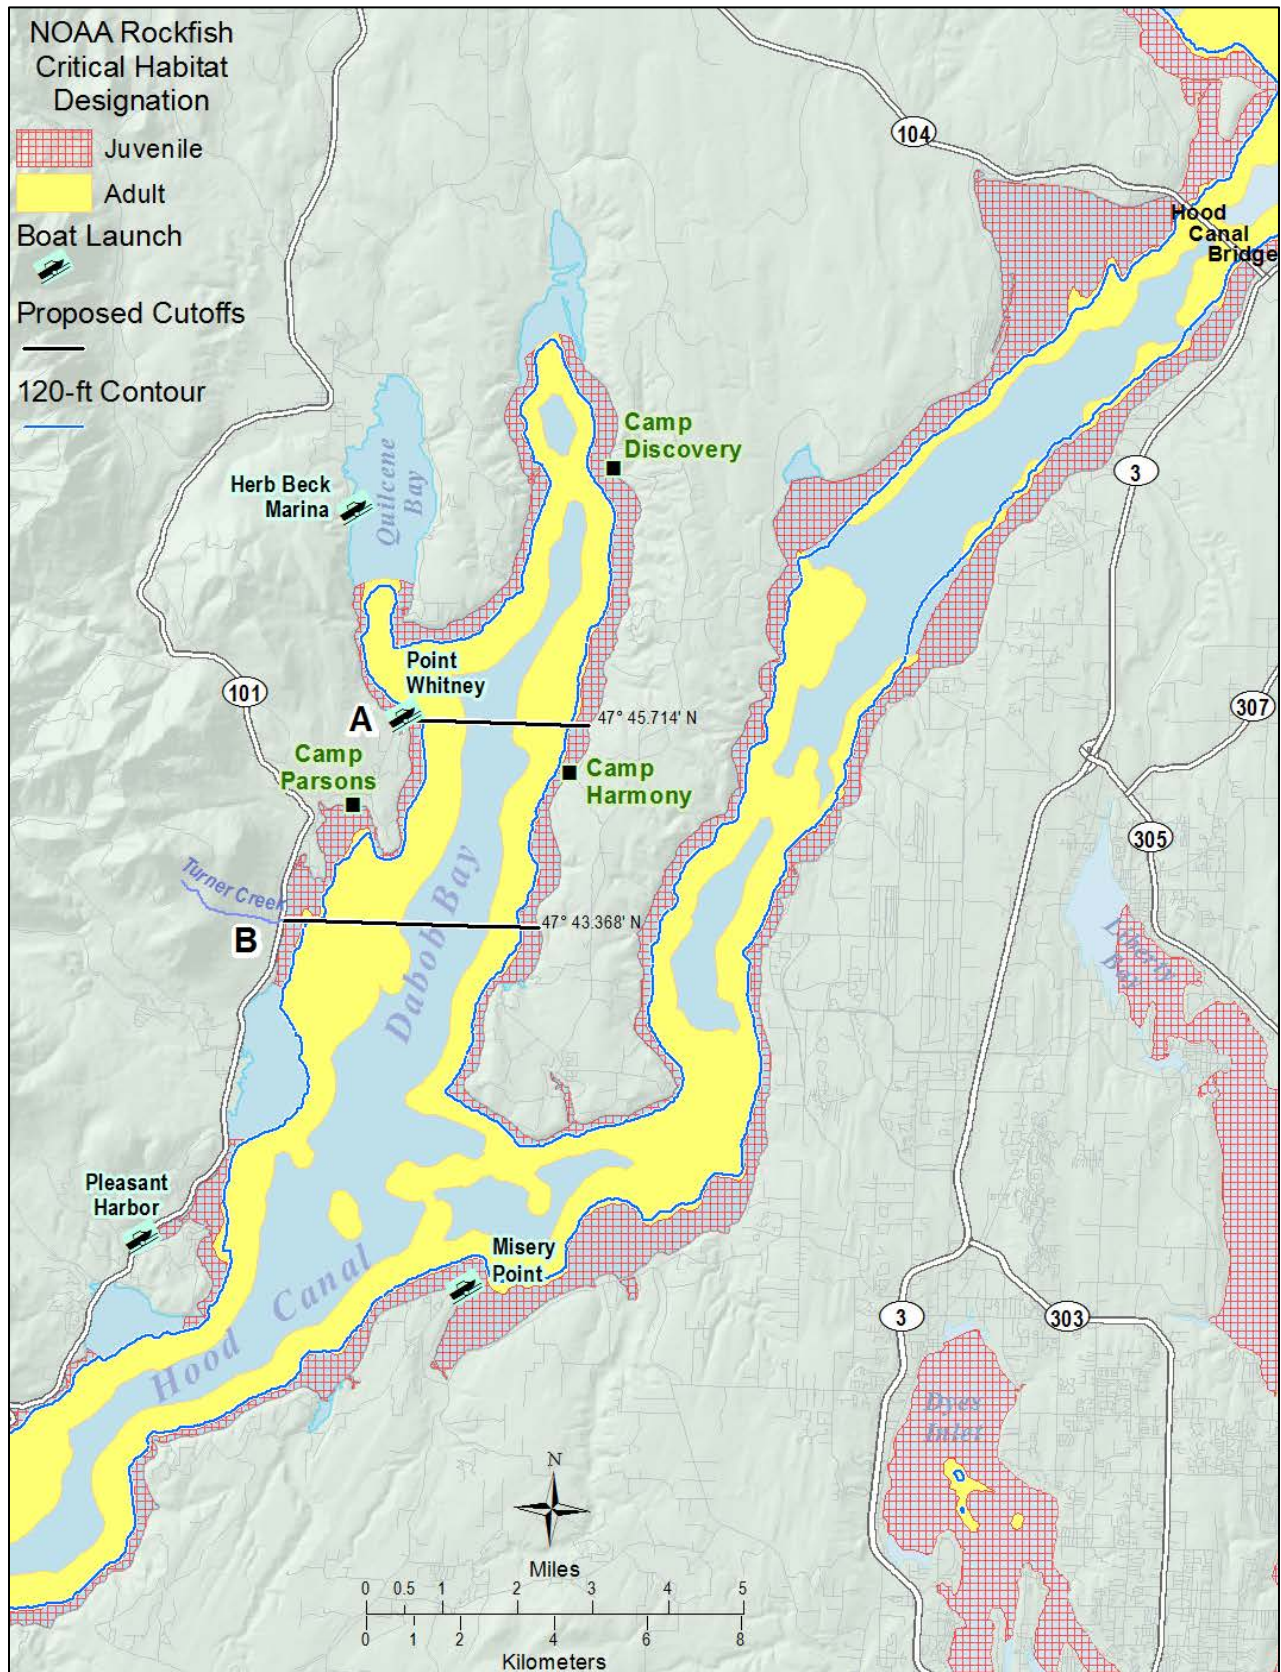 NOAA Rockfish
Critical Habitat
Designation
Juvenile
Adult
Boat Launch
Proposed Cutoffs
120-ft Contour
104
Hood
Canal
Bridge
3
Camp
Discovery
Herb Beck
Marina
Quilcene
Bay
Point
Whitney
101
A
47° 45.714' N
307
Camp
Parsons
Camp
Harmony
305
Turner Creek
B
47° 43.368' N
Dabob Bay
Liberty
Bay
Pleasant
Harbor
Misery
Point
Hood Canal
3
303
Dyes
Inlet
N
Miles
0 0.5 1 2 3 4 5
0 1 2 4 6 8
Kilometers